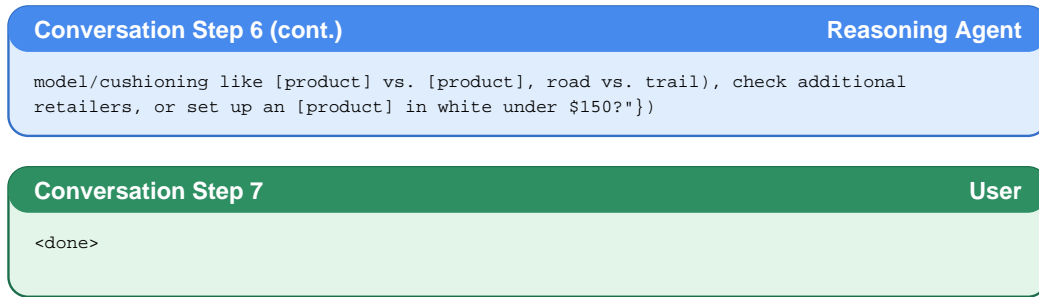 Conversation Step 6 (cont.) Reasoning Agent
model/cushioning like [product] vs. [product], road vs. trail), check additional
retailers, or set up an [product] in white under $150?"})
Conversation Step 7 User
<done>